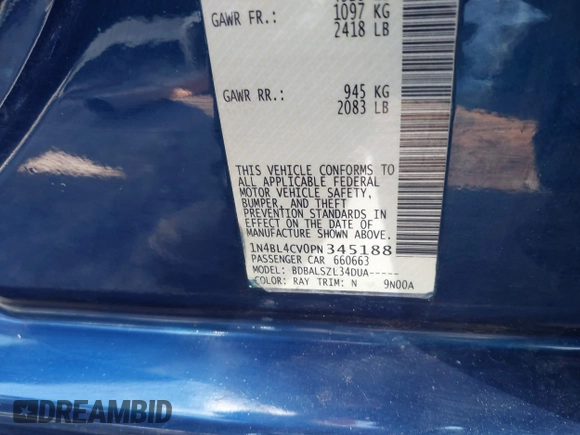 GAWR FR.: 1097 KG
2418 LB
GAWR RR.: 945 KG
2083 LB
THIS VEHICLE CONFORMS TO
ALL APPLICABLE FEDERAL
MOTOR VEHICLE SAFETY,
BUMPER, AND THEFT
PREVENTION STANDARDS
IN EFFECT ON THE DATE OF
MANUFACTURE SHOWN ABOVE.
1N4BL4CV0PN345188
PASSENGER CAR 660663
MODEL: BDBALSZL34DUA-----
COLOR: RAY TRIM: N 9N00A
DREAMBID